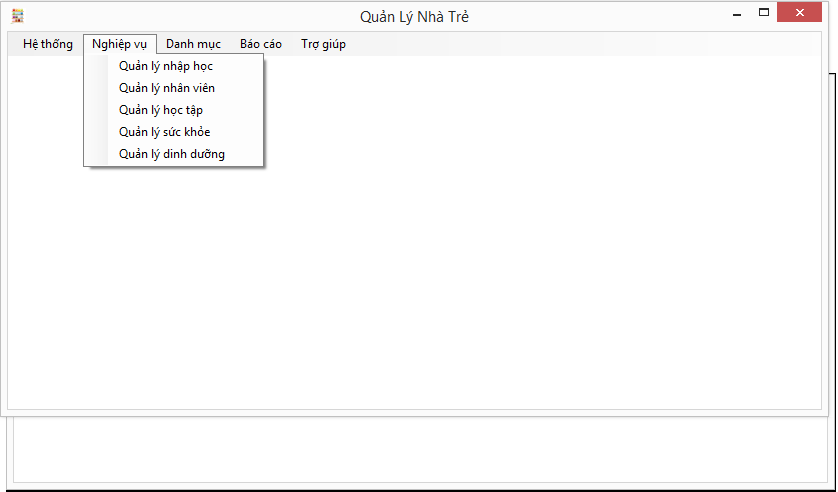 Quản Lý Nhà Trẻ
Hệ thống Nghiệp vụ Danh mục Báo cáo Trợ giúp
Quản lý nhập học
Quản lý nhân viên
Quản lý học tập
Quản lý sức khỏe
Quản lý dinh dưỡng